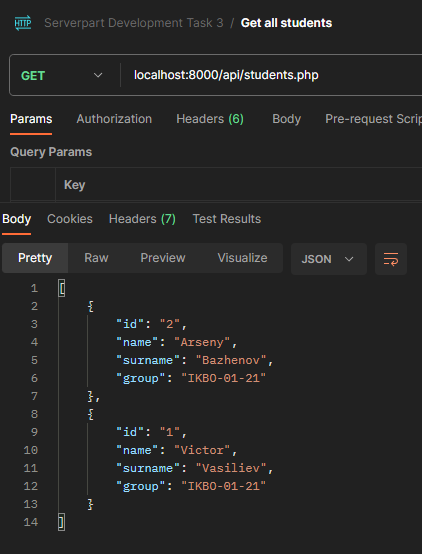 HTTP Serverpart Development Task 3 / Get all students
GET localhost:8000/api/students.php
Params Authorization Headers (6) Body Pre-request Scrip
Query Params
Key
Body Cookies Headers (7) Test Results
Pretty Raw Preview Visualize JSON
1 [
2 {
3 "id": "2",
4 "name": "Arseny",
5 "surname": "Bazhenov",
6 "group": "IKBO-01-21"
7 },
8 {
9 "id": "1",
10 "name": "Victor",
11 "surname": "Vasiliev",
12 "group": "IKBO-01-21"
13 }
14 ]